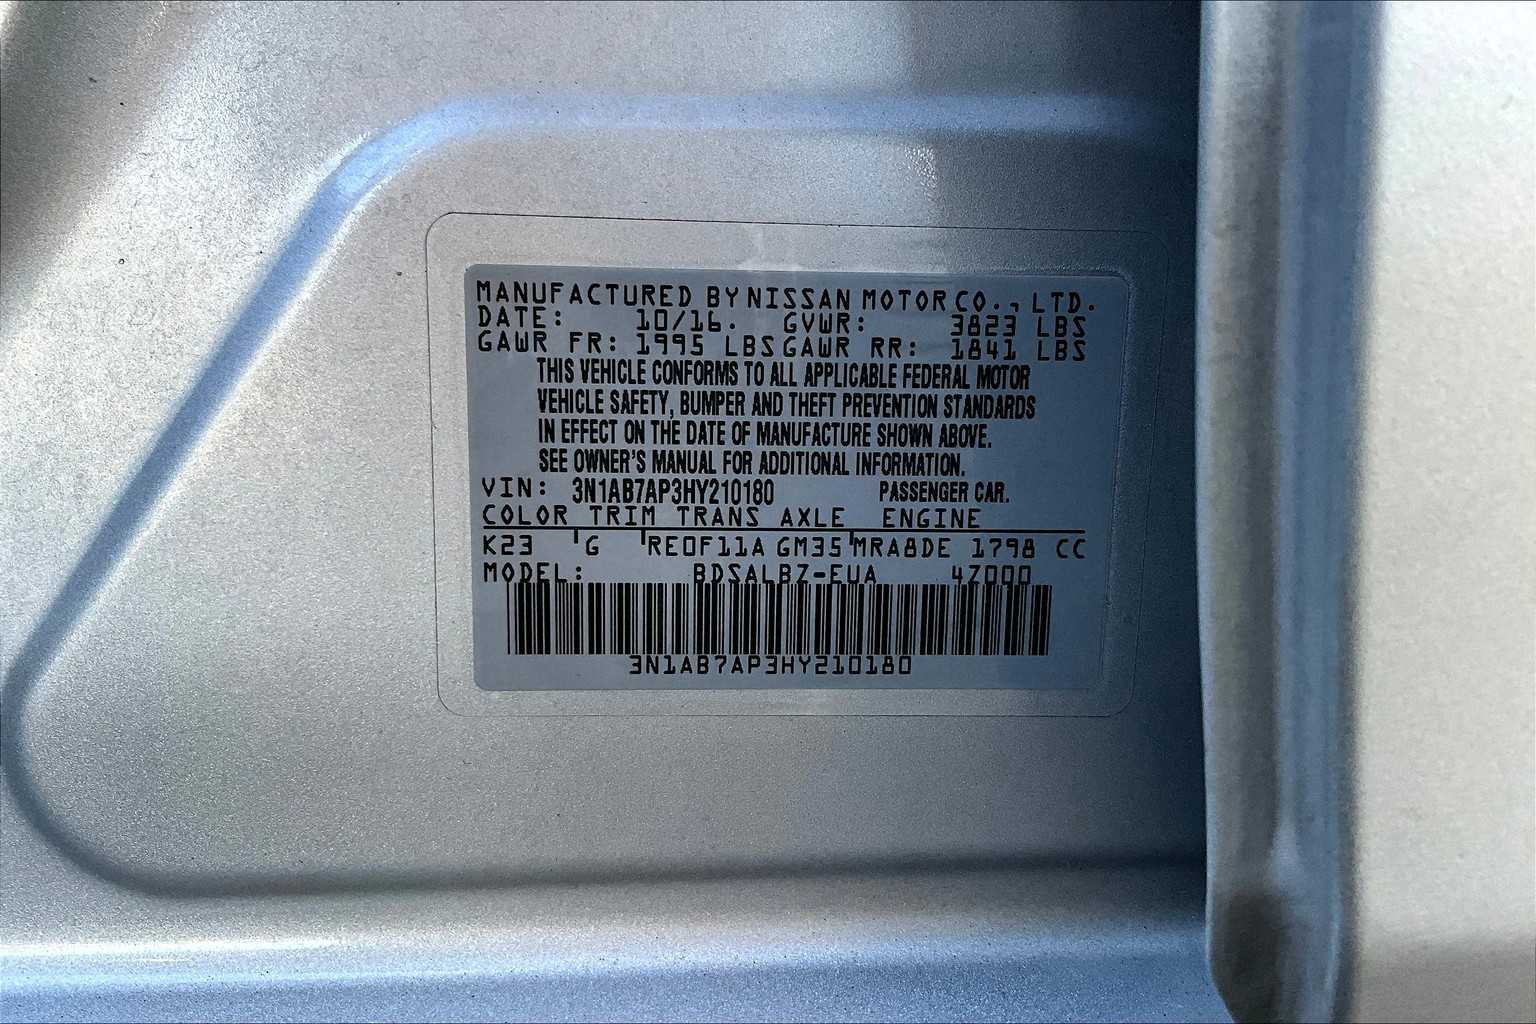 MANUFACTURED BY NISSAN MOTOR CO., LTD.
DATE: 10/16. GVWR: 3823 LBS
GAWR FR: 1995 LBS GAWR RR: 1841 LBS
THIS VEHICLE CONFORMS TO ALL APPLICABLE FEDERAL MOTOR
VEHICLE SAFETY, BUMPER AND THEFT PREVENTION STANDARDS
IN EFFECT ON THE DATE OF MANUFACTURE SHOWN ABOVE.
SEE OWNER'S MANUAL FOR ADDITIONAL INFORMATION.
VIN: 3N1AB7AP3HY210180 PASSENGER CAR.
COLOR TRIM TRANS AXLE ENGINE
K23 G RE0F11A GM35 MRA8DE 1798 CC
MODEL: BDSALBZ-EUA 47000
3N1AB7AP3HY210180